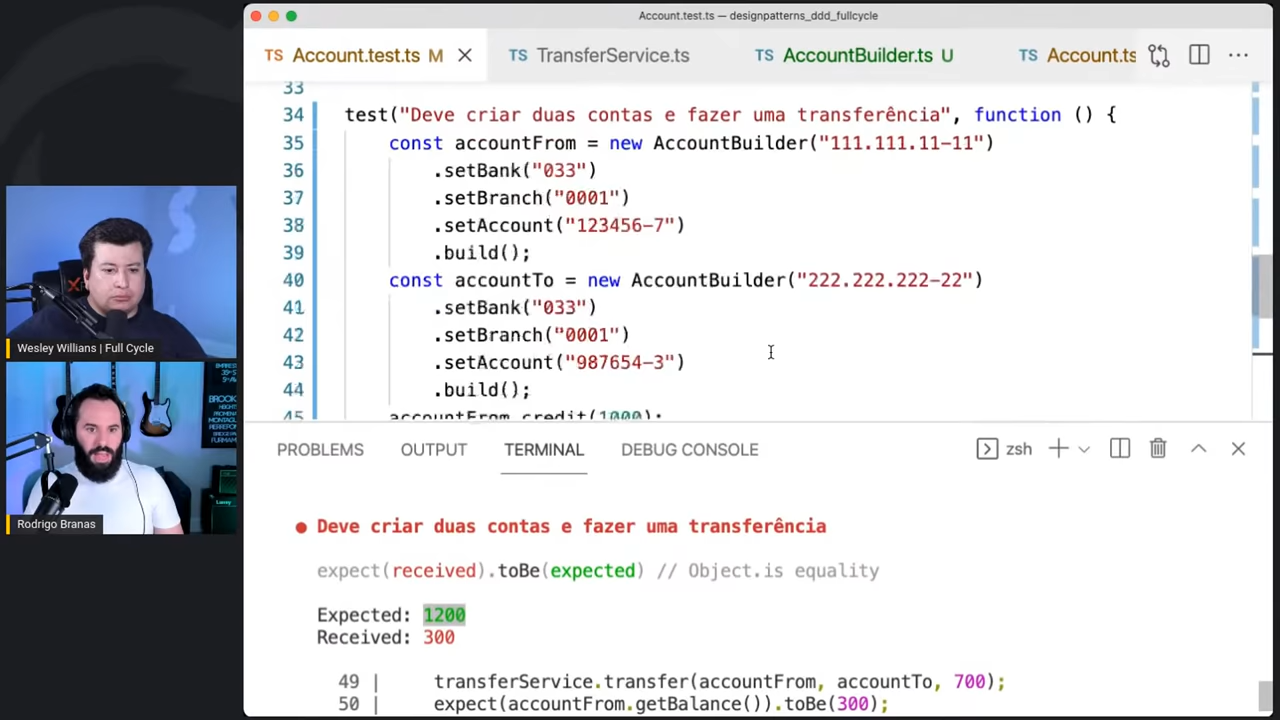 Account.test.ts — designpatterns_ddd_fullcycle
TS Account.test.ts M
TS TransferService.ts
TS AccountBuilder.ts U
TS Account.ts
33
34 test("Deve criar duas contas e fazer uma transferência", function () {
35 const accountFrom = new AccountBuilder("111.111.11-11")
36 .setBank("033")
37 .setBranch("0001")
38 .setAccount("123456-7")
39 .build();
40 const accountTo = new AccountBuilder("222.222.222-22")
41 .setBank("033")
42 .setBranch("0001")
43 .setAccount("987654-3")
44 .build();
45 accountFrom.credit(1000);
Wesley Willians | Full Cycle
Rodrigo Branas
PROBLEMS OUTPUT TERMINAL DEBUG CONSOLE
zsh
Deve criar duas contas e fazer uma transferência
expect(received).toBe(expected) // Object.is equality
Expected: 1200
Received: 300
49 | transferService.transfer(accountFrom, accountTo, 700);
50 | expect(accountFrom.getBalance()).toBe(300);